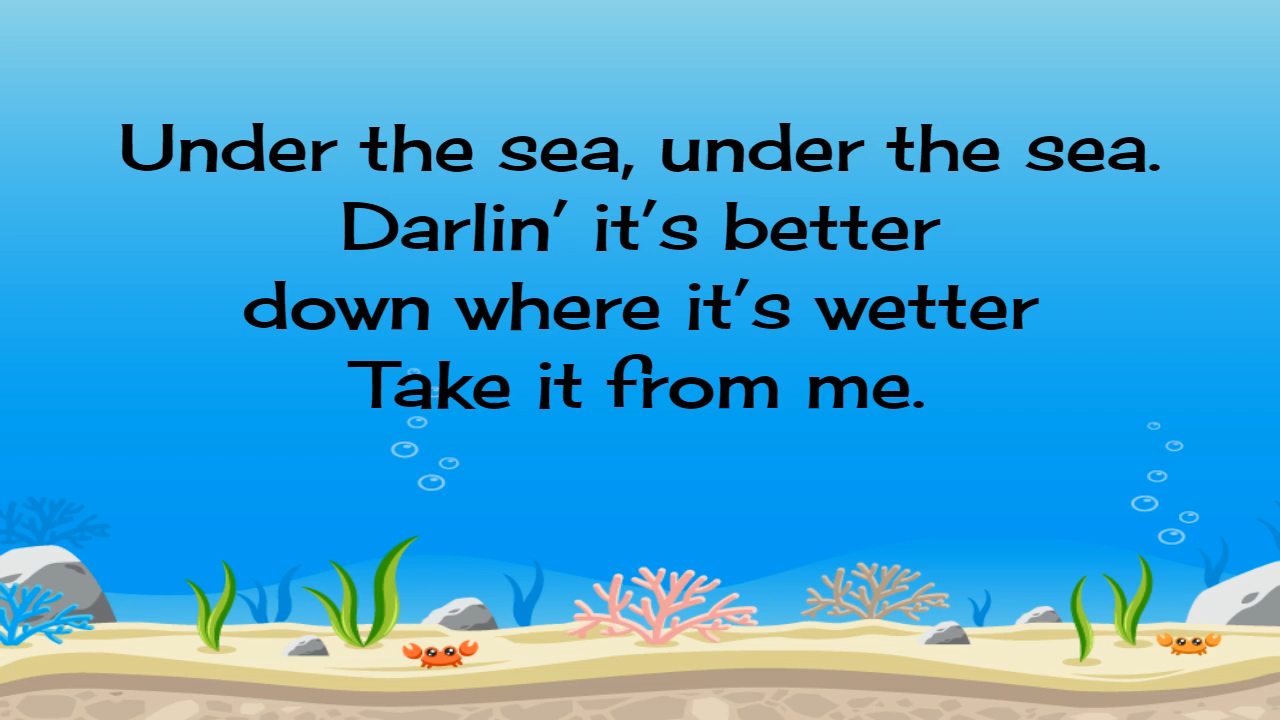 Under the sea, under the sea.
Darlin’ it’s better
down where it’s wetter
Take it from me.